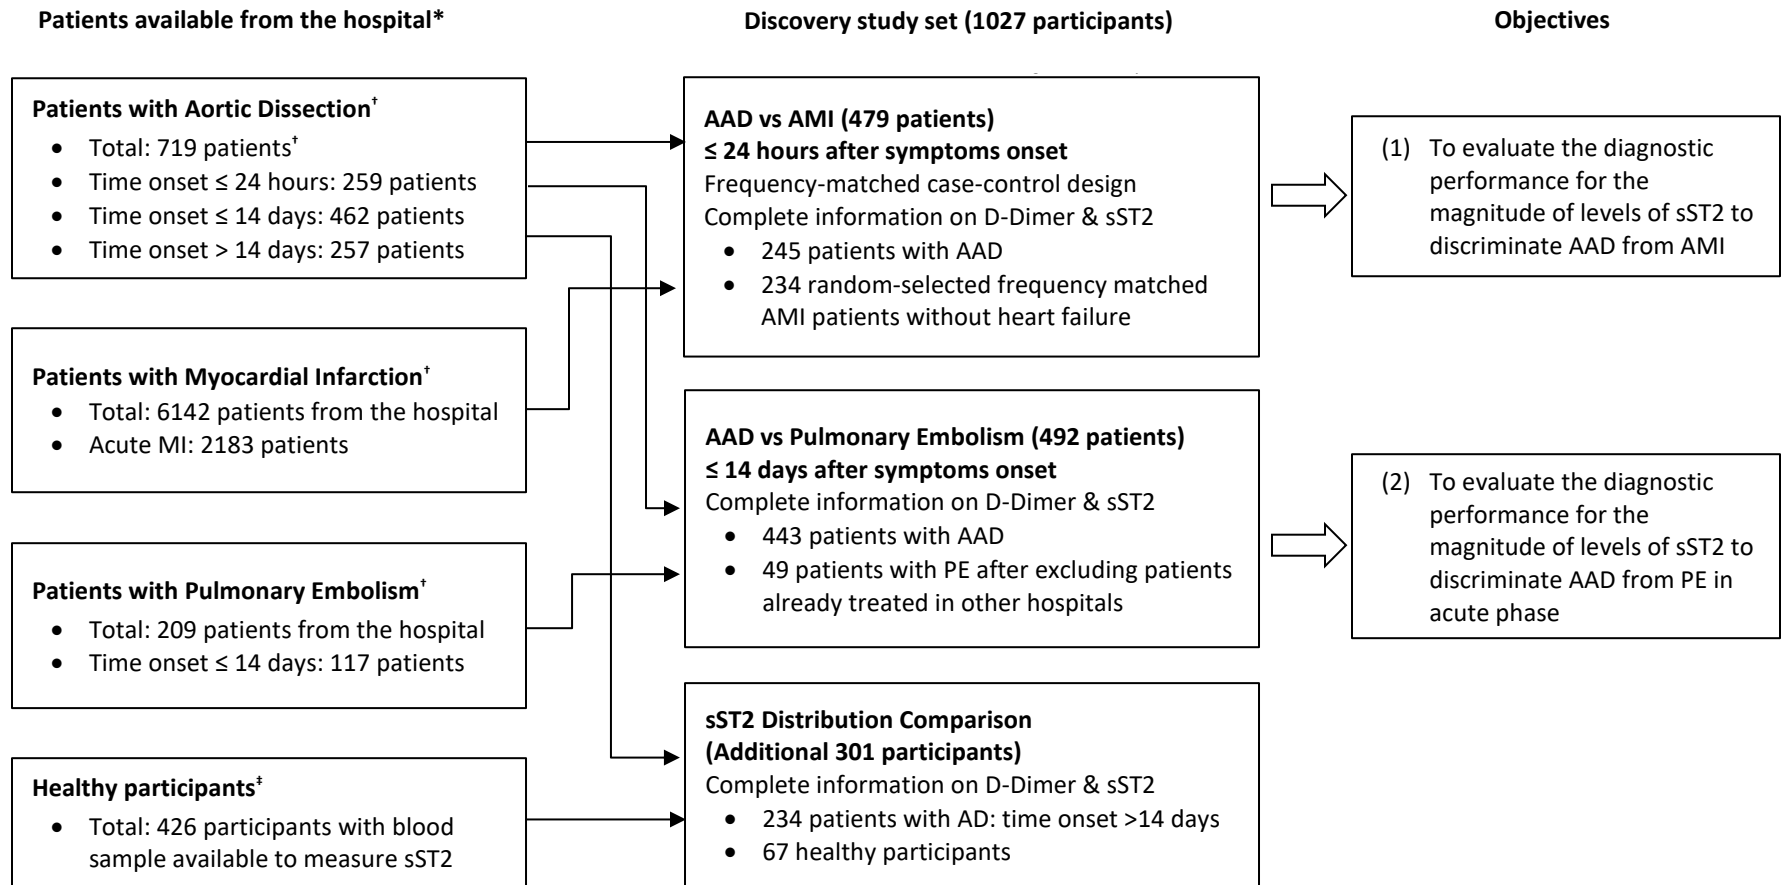 Patients available from the hospital*
Discovery study set (1027 participants)
Objectives
Patients with Aortic Dissection†
• Total: 719 patients†
• Time onset ≤ 24 hours: 259 patients
• Time onset ≤ 14 days: 462 patients
• Time onset > 14 days: 257 patients
Patients with Myocardial Infarction†
• Total: 6142 patients from the hospital
• Acute MI: 2183 patients
Patients with Pulmonary Embolism†
• Total: 209 patients from the hospital
• Time onset ≤ 14 days: 117 patients
Healthy participants‡
• Total: 426 participants with blood
sample available to measure sST2
AAD vs AMI (479 patients)
≤ 24 hours after symptoms onset
Frequency-matched case-control design
Complete information on D-Dimer & sST2
• 245 patients with AAD
• 234 random-selected frequency matched
AMI patients without heart failure
AAD vs Pulmonary Embolism (492 patients)
≤ 14 days after symptoms onset
Complete information on D-Dimer & sST2
• 443 patients with AAD
• 49 patients with PE after excluding patients
already treated in other hospitals
sST2 Distribution Comparison
(Additional 301 participants)
Complete information on D-Dimer & sST2
• 234 patients with AD: time onset >14 days
• 67 healthy participants
(1) To evaluate the diagnostic
performance for the
magnitude of levels of sST2 to
discriminate AAD from AMI
(2) To evaluate the diagnostic
performance for the
magnitude of levels of sST2 to
discriminate AAD from PE in
acute phase